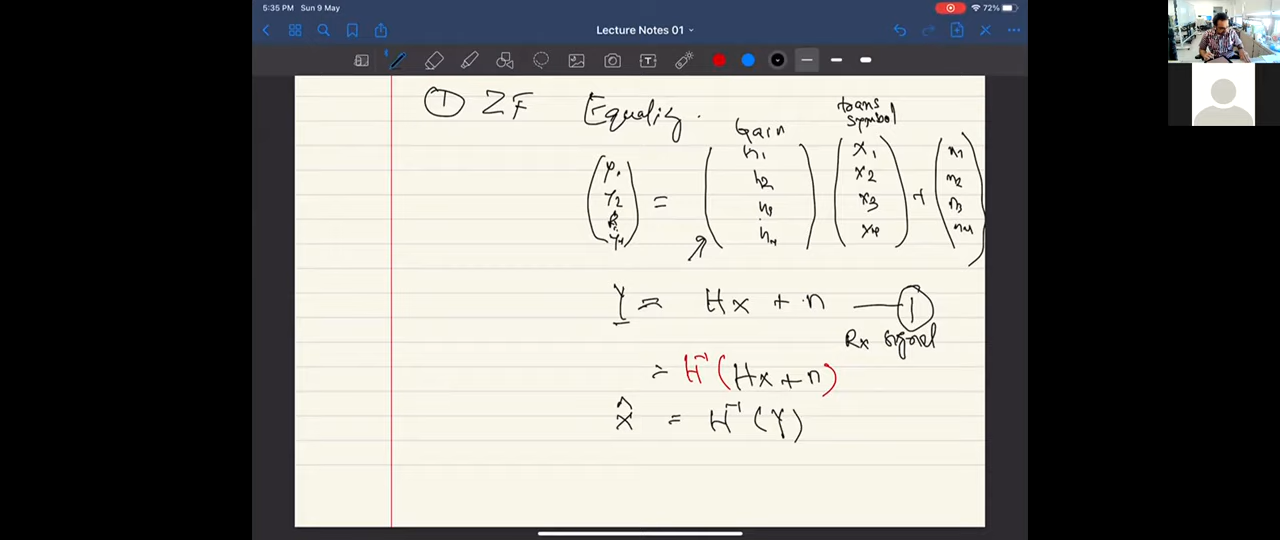 5:35 PM Sun 9 May
72%
Lecture Notes 01
① ZF Equaliz.
Gain
trans symbol
y1 h1 x1 n1
y2 = h2 x2 + n2
x3 n3
y4 h4 x4 n4
Y = Hx + n — ①
Rx signal
= H⁻¹ (Hx + n)
x̂ = H⁻¹ (Y)